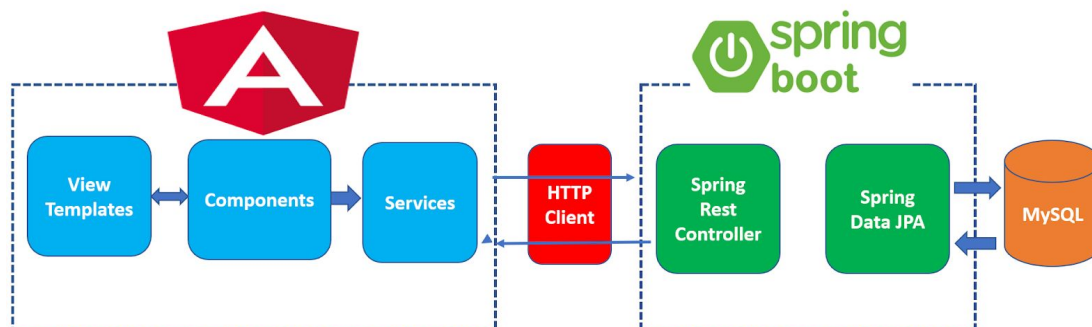 A
spring
boot
View
Templates
Components
Services
HTTP
Client
Spring
Rest
Controller
Spring
Data JPA
MySQL